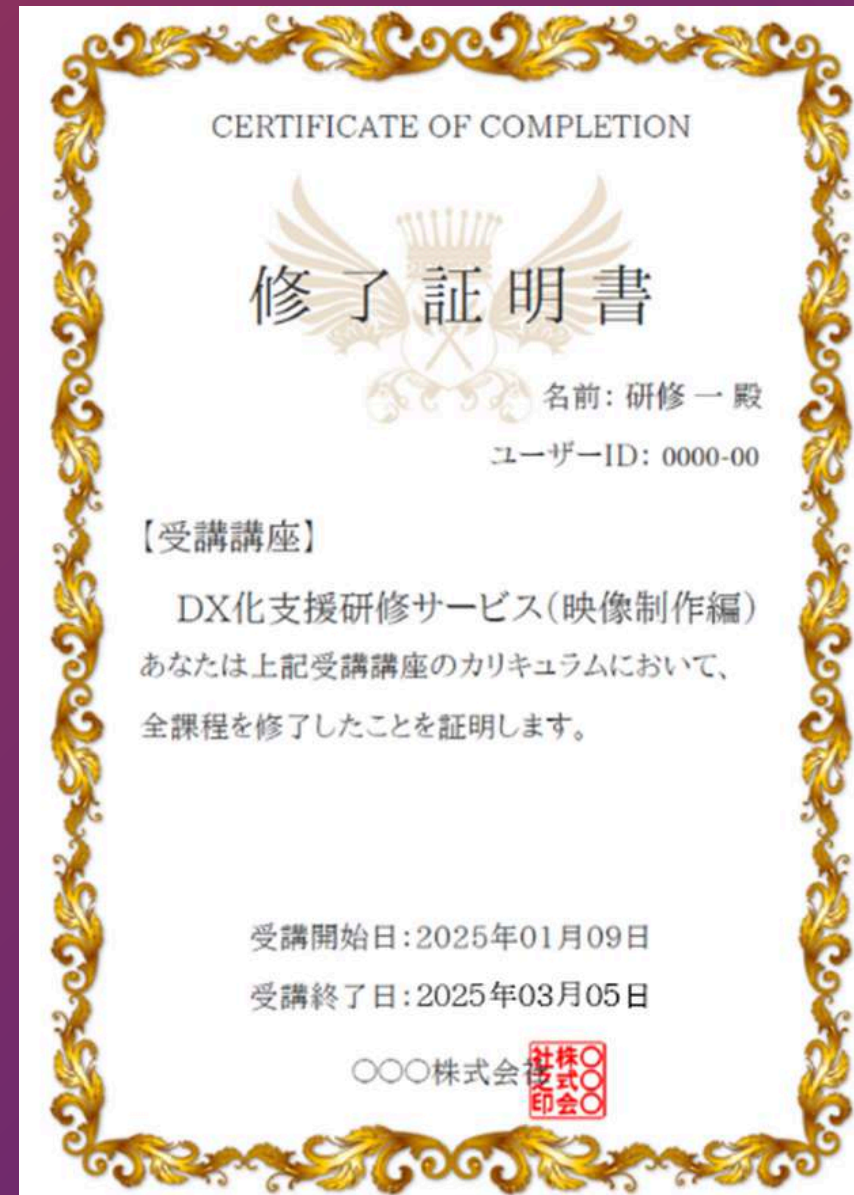 CERTIFICATE OF COMPLETION
修了証明書
名前: 研修 一 殿
ユーザーID: 0000-00
【受講講座】
DX化支援研修サービス(映像制作編)
あなたは上記受講講座のカリキュラムにおいて、
全課程を修了したことを証明します。
受講開始日:2025年01月09日
受講終了日:2025年03月05日
○○○株式会社
○○○株式会社之印